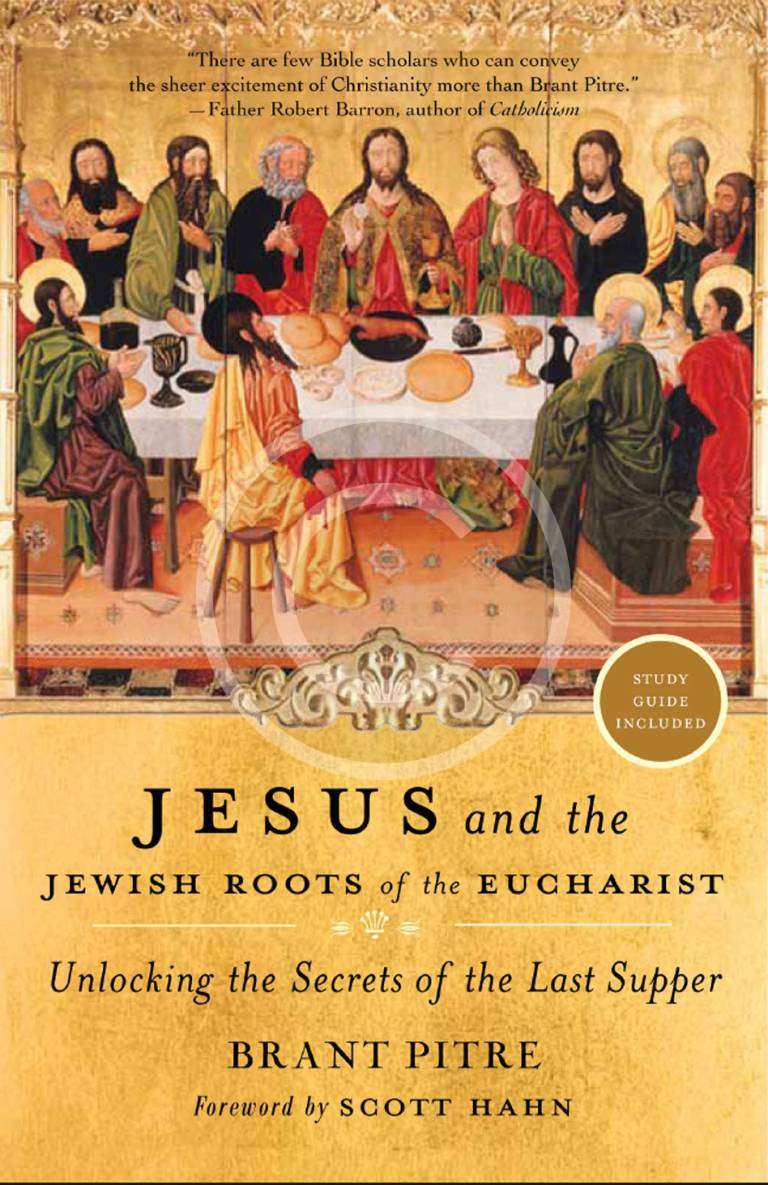 “There are few Bible scholars who can convey
the sheer excitement of Christianity more than Brant Pitre.”
—Father Robert Barron, author of Catholicism
STUDY
GUIDE
INCLUDED
JESUS and the
JEWISH ROOTS of the EUCHARIST
Unlocking the Secrets of the Last Supper
BRANT PITRE
Foreword by SCOTT HAHN
©